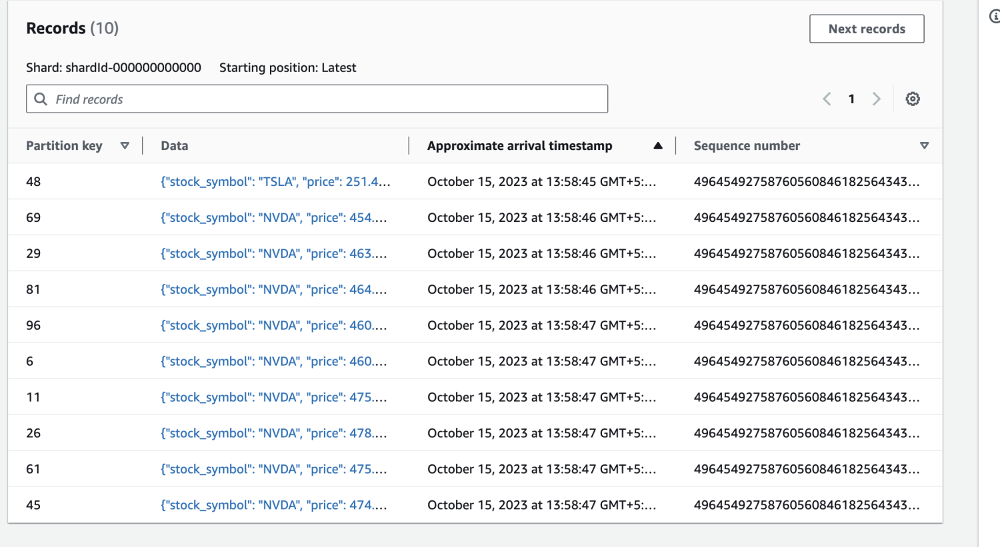 Records (10)
Next records
Shard: shardId-000000000000 Starting position: Latest
Find records
1
Partition key Data Approximate arrival timestamp Sequence number
48 {"stock_symbol": "TSLA", "price": 251.4... October 15, 2023 at 13:58:45 GMT+5:...496454927587605608461825643​43...
69 {"stock_symbol": "NVDA", "price": 454.... October 15, 2023 at 13:58:46 GMT+5:... 49645492758760560846182564343...
29 {"stock_symbol": "NVDA", "price": 463.... October 15, 2023 at 13:58:46 GMT+5:... 49645492758760560846182564343...
81 {"stock_symbol": "NVDA", "price": 464.... October 15, 2023 at 13:58:46 GMT+5:... 49645492758760560846182564343...
96 {"stock_symbol": "NVDA", "price": 460.... October 15, 2023 at 13:58:47 GMT+5:... 49645492758760560846182564343...
6 {"stock_symbol": "NVDA", "price": 460.... October 15, 2023 at 13:58:47 GMT+5:... 49645492758760560846182564343...
11 {"stock_symbol": "NVDA", "price": 475.... October 15, 2023 at 13:58:47 GMT+5:... 49645492758760560846182564343...
26 {"stock_symbol": "NVDA", "price": 478.... October 15, 2023 at 13:58:47 GMT+5:... 49645492758760560846182564343...
61 {"stock_symbol": "NVDA", "price": 475.... October 15, 2023 at 13:58:47 GMT+5:... 49645492758760560846182564343...
45 {"stock_symbol": "NVDA", "price": 474.... October 15, 2023 at 13:58:47 GMT+5:... 49645492758760560846182564343...